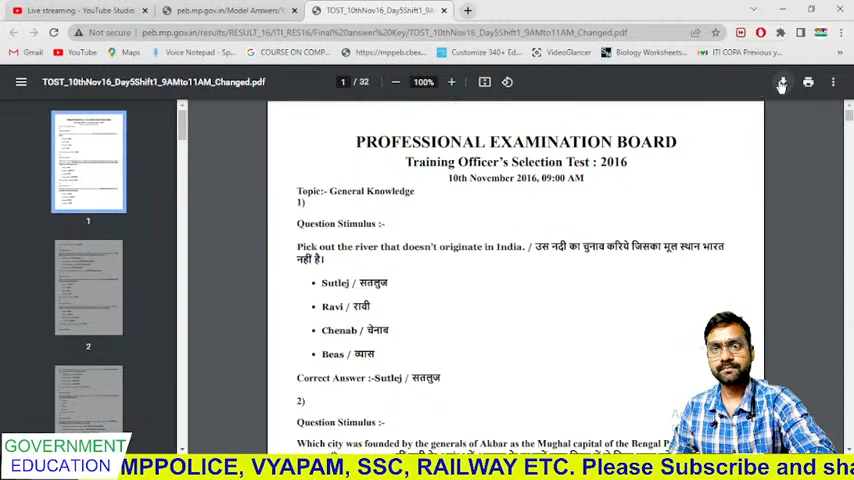 Live streaming - YouTube Studio
peb.mp.gov.in/Model Answers/
TOST_10thNov16_Day5Shift1_9A
Not secure peb.mp.gov.in/results/RESULT_16/ITI_RES16/Final%20answer%20Key/TOST_10thNov16_Day5Shift1_9AMto11AM_Changed.pdf
Gmail YouTube Maps Voice Notepad - Sp... COURSE ON COMP... https://mppeb.cbex... Customize 340+ Ed... VideoGlancer Biology Worksheets... ITI COPA Previous y...
TOST_10thNov16_Day5Shift1_9AMto11AM_Changed.pdf 1 / 32 100%
PROFESSIONAL EXAMINATION BOARD
Training Officer's Selection Test : 2016
10th November 2016, 09:00 AM
Topic:- General Knowledge
1)
Question Stimulus :-
Pick out the river that doesn't originate in India. / उस नदी का चुनाव करिये जिसका मूल स्थान भारत
नहीं है।
• Sutlej / सतलुज
• Ravi / रावी
• Chenab / चेनाब
• Beas / व्यास
Correct Answer :-Sutlej / सतलुज
2)
Question Stimulus :-
Which city was founded by the generals of Akbar as the Mughal capital of the Bengal
1
2
GOVERNMENT
EDUCATION
MPPOLICE, VYAPAM, SSC, RAILWAY ETC. Please Subscribe and sha